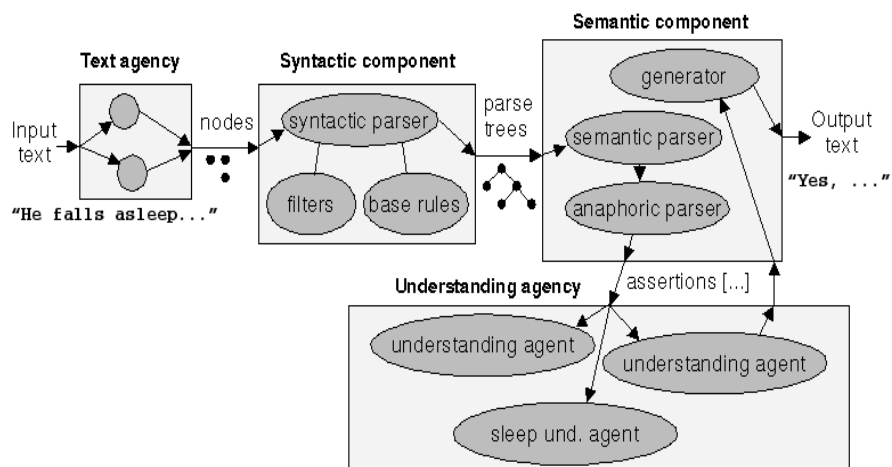 Semantic component
Text agency
Syntactic component
generator
Input
text
nodes
syntactic parser
parse
trees
semantic parser
Output
text
"He falls asleep..."
filters
base rules
anaphoric parser
"Yes, ..."
Understanding agency
assertions [...]
understanding agent
understanding agent
sleep und. agent